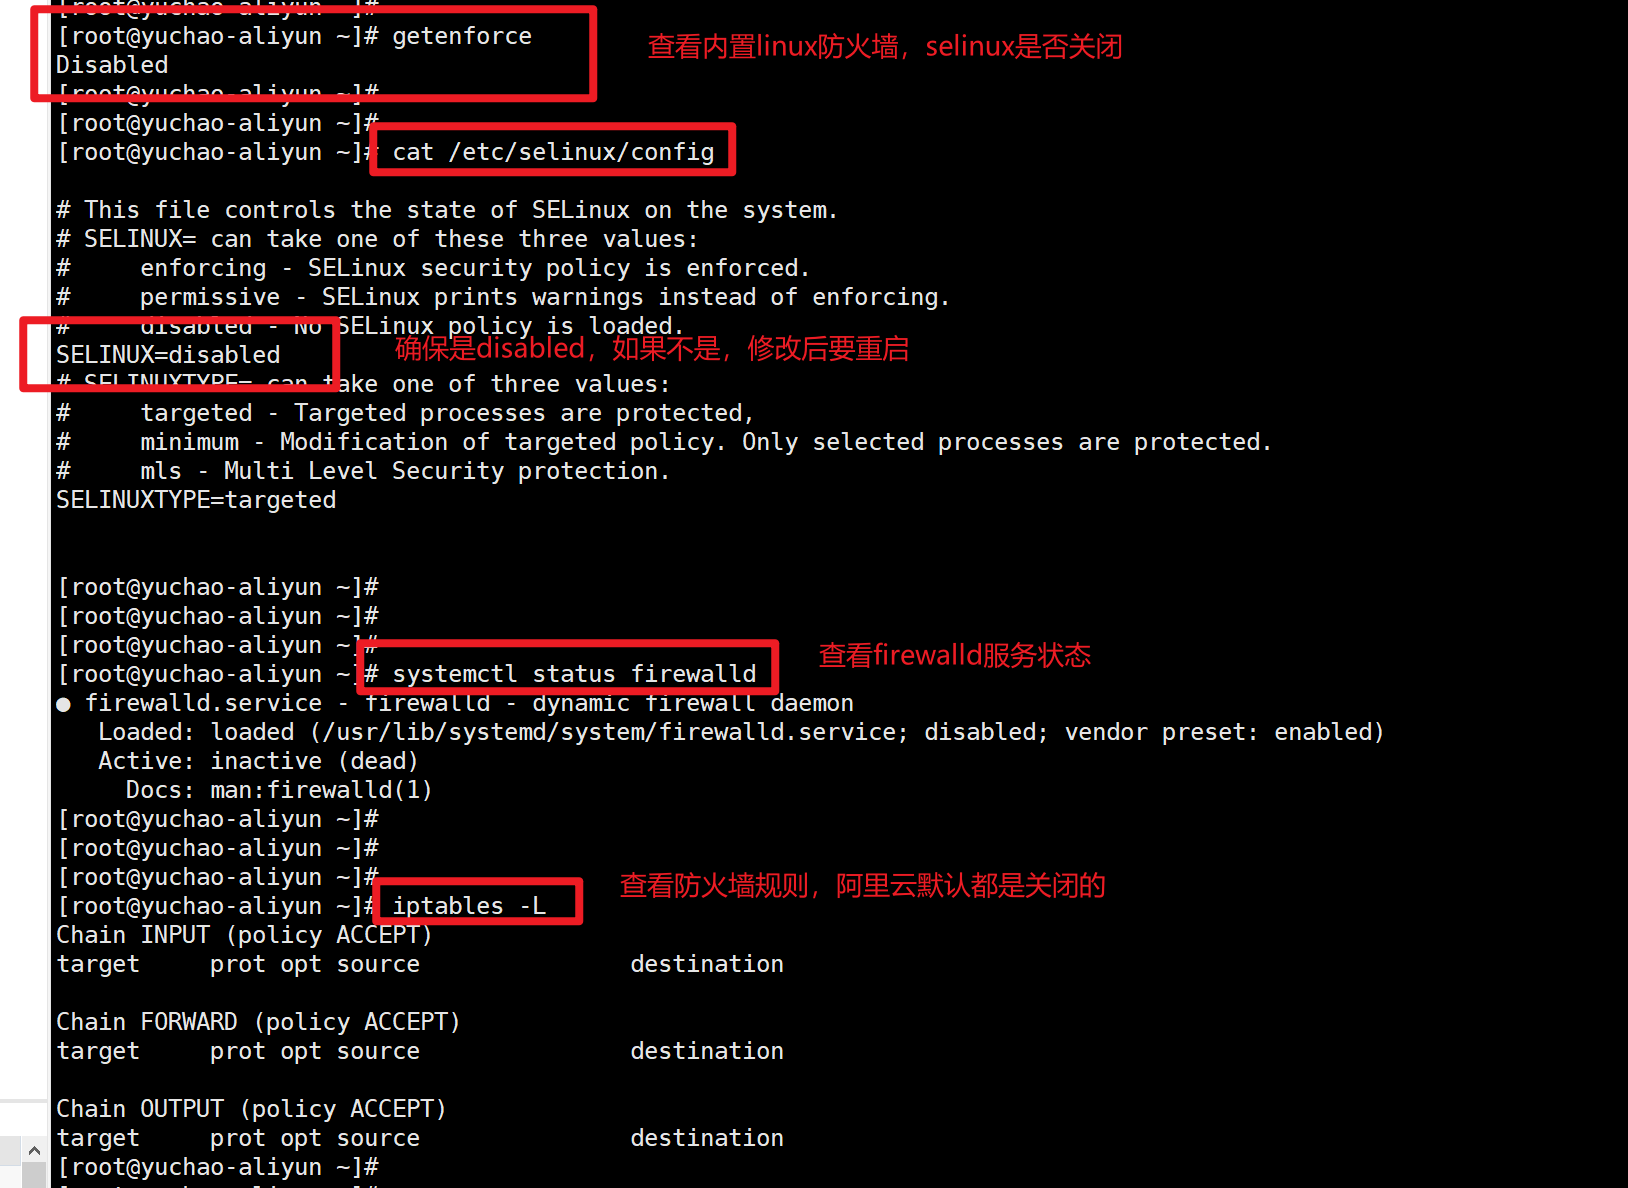 [root@yuchao-aliyun ~]#
[root@yuchao-aliyun ~]# getenforce
查看内置linux防火墙，selinux是否关闭
Disabled
[root@yuchao-aliyun ~]#
[root@yuchao-aliyun ~]#
[root@yuchao-aliyun ~]# cat /etc/selinux/config
# This file controls the state of SELinux on the system.
# SELINUX= can take one of these three values:
#     enforcing - SELinux security policy is enforced.
#     permissive - SELinux prints warnings instead of enforcing.
#     disabled - No SELinux policy is loaded.
SELINUX=disabled
确保是disabled，如果不是，修改后要重启
# SELINUXTYPE= can take one of three values:
#     targeted - Targeted processes are protected,
#     minimum - Modification of targeted policy. Only selected processes are protected.
#     mls - Multi Level Security protection.
SELINUXTYPE=targeted
[root@yuchao-aliyun ~]#
[root@yuchao-aliyun ~]#
[root@yuchao-aliyun ~]#
查看firewalld服务状态
[root@yuchao-aliyun ~]# systemctl status firewalld
● firewalld.service - firewalld - dynamic firewall daemon
   Loaded: loaded (/usr/lib/systemd/system/firewalld.service; disabled; vendor preset: enabled)
   Active: inactive (dead)
     Docs: man:firewalld(1)
[root@yuchao-aliyun ~]#
[root@yuchao-aliyun ~]#
[root@yuchao-aliyun ~]#
查看防火墙规则，阿里云默认都是关闭的
[root@yuchao-aliyun ~]# iptables -L
Chain INPUT (policy ACCEPT)
target     prot opt source               destination
Chain FORWARD (policy ACCEPT)
target     prot opt source               destination
Chain OUTPUT (policy ACCEPT)
target     prot opt source               destination
[root@yuchao-aliyun ~]#